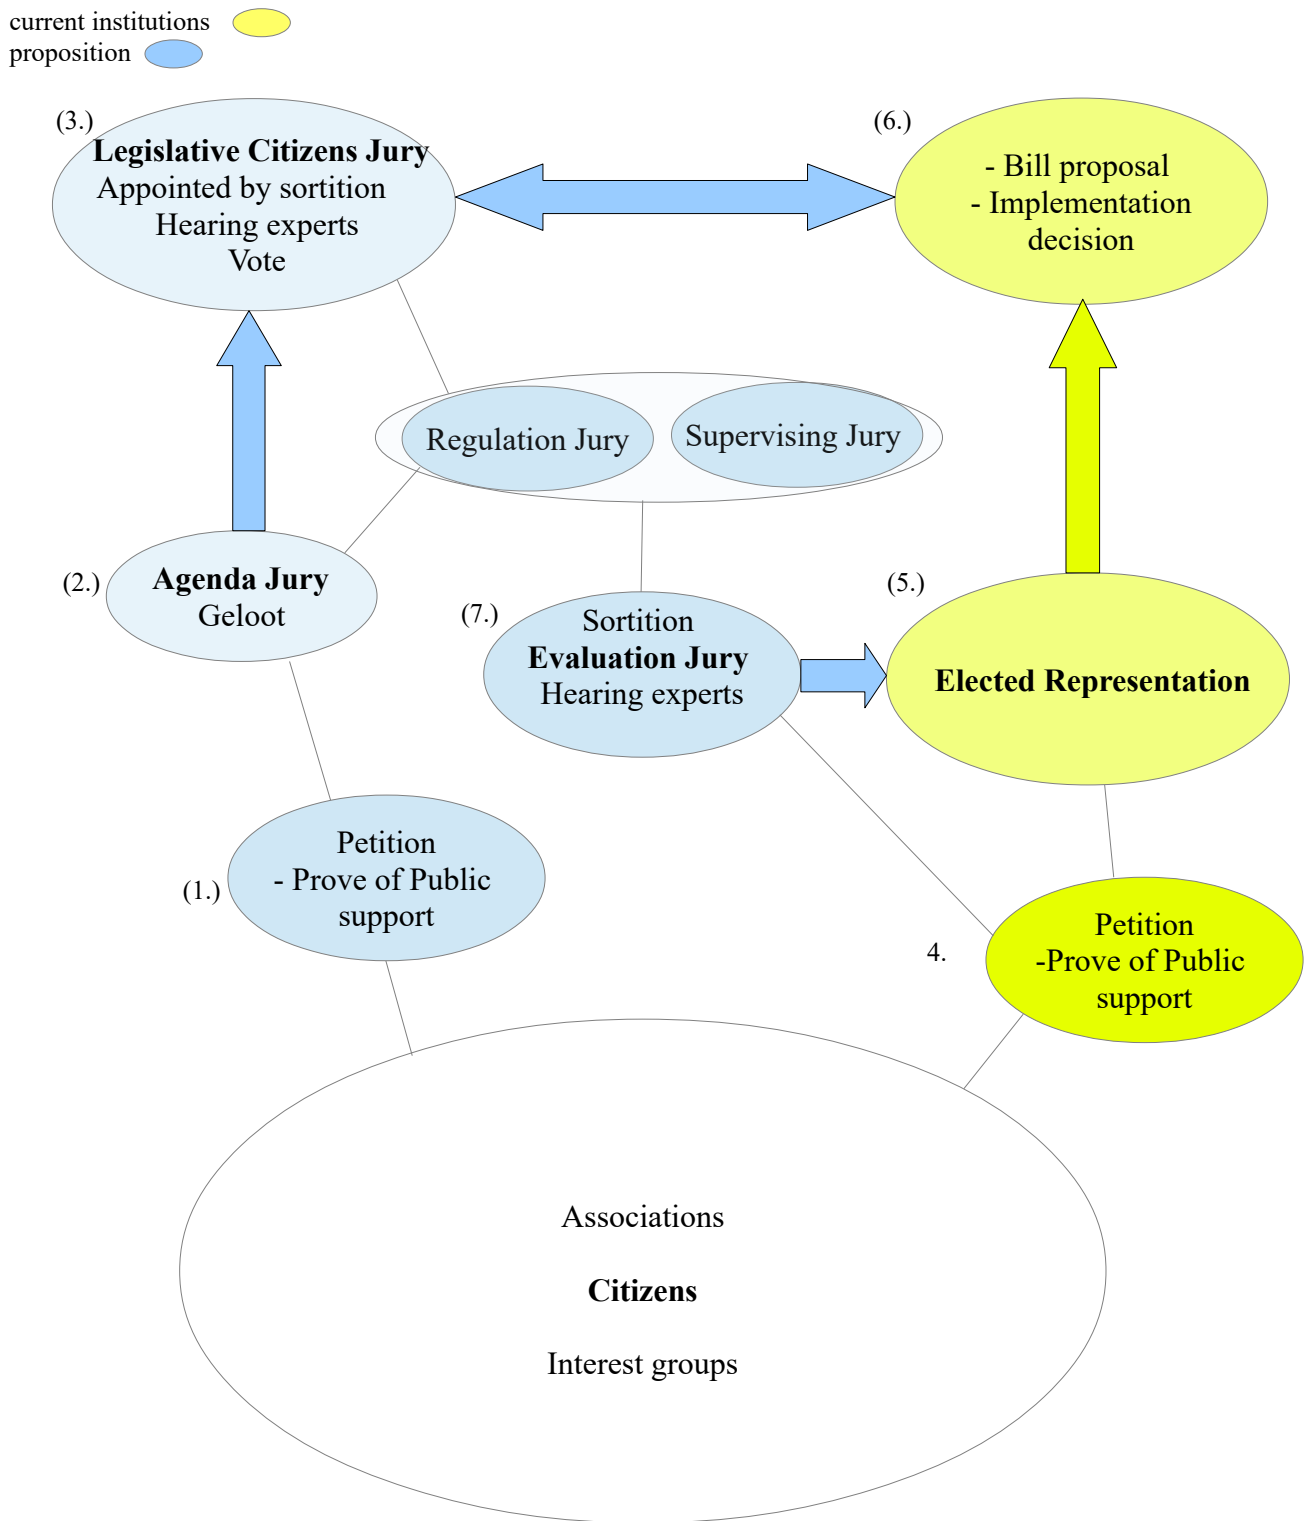 current institutions
proposition
(3.)
Legislative Citizens Jury
Appointed by sortition
Hearing experts
Vote
(6.)
- Bill proposal
- Implementation
decision
Regulation Jury
Supervising Jury
(2.)
Agenda Jury
Geloot
(7.)
Sortition
Evaluation Jury
Hearing experts
(5.)
Elected Representation
(1.)
Petition
- Prove of Public
support
4.
Petition
-Prove of Public
support
Associations
Citizens
Interest groups